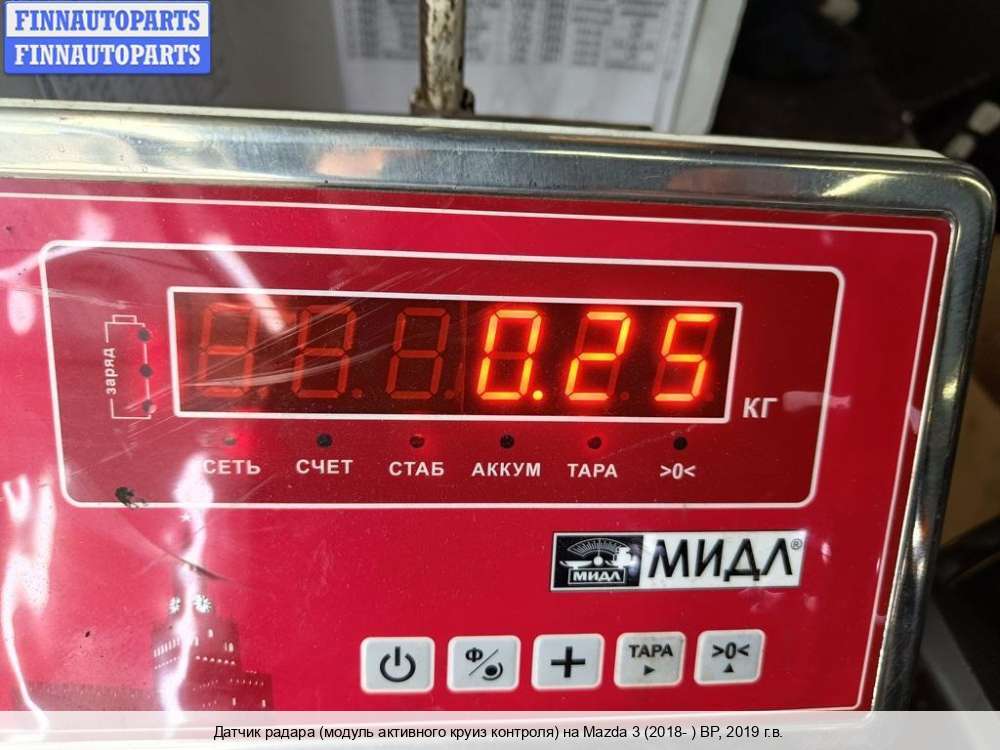 FINNAUTOPARTS
FINNAUTOPARTS
заряд
0.25
КГ
СЕТЬ СЧЕТ СТАБ АККУМ ТАРА >0<
МИДЛ МИДЛ®
Ф ТАРА >0<
Датчик радара (модуль активного круиз контроля) на Mazda 3 (2018- ) BP, 2019 г.в.